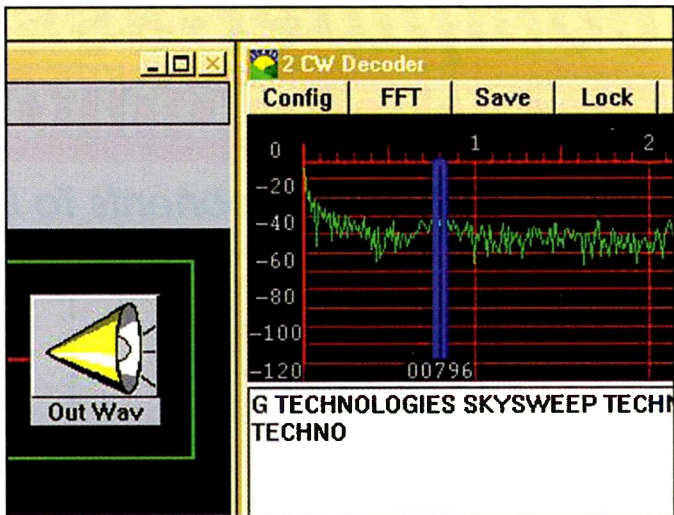 2 CW Decoder
Config FFT Save Lock
1 2
0
-20
-40
-60
-80
-100
-120
00796
Out Wav
G TECHNOLOGIES SKYSWEEP TECHN
TECHNO